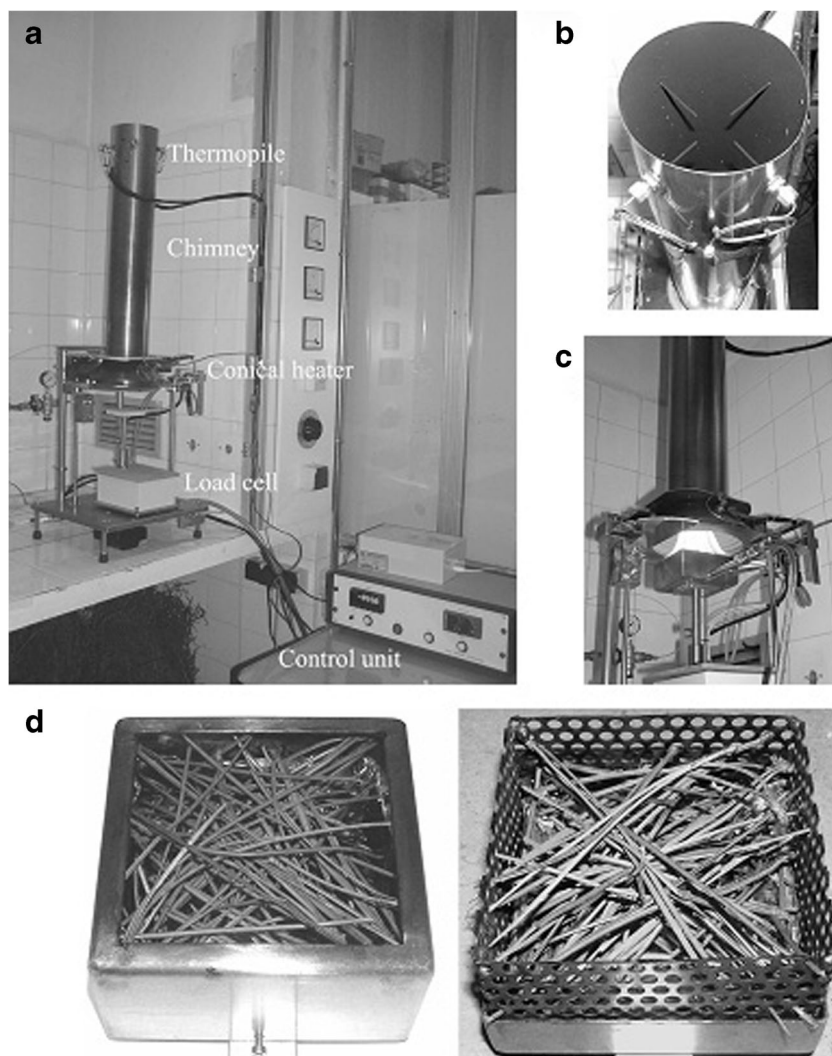 a
b
Thermopile
Chimney
c
Conical heater
Load cell
Control unit
d